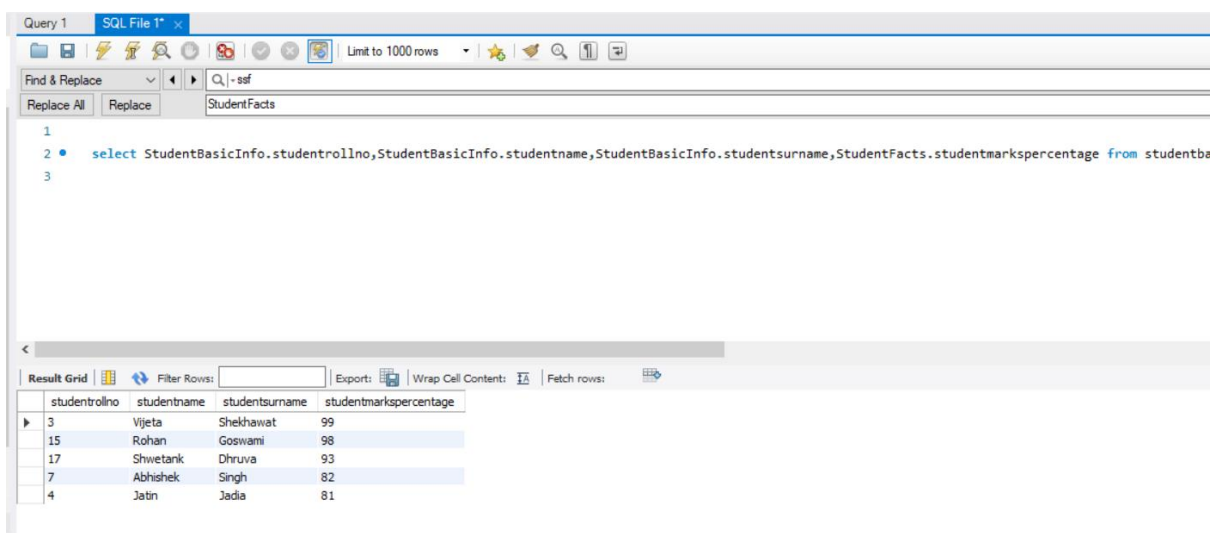 Query 1 SQL File 1* ×
Limit to 1000 rows
Find & Replace ssf
Replace All Replace StudentFacts
1
2 select StudentBasicInfo.studentrollno,StudentBasicInfo.studentname,StudentBasicInfo.studentsurname,StudentFacts.studentmarkspercentage from studentba
3
Result Grid Filter Rows: Export: Wrap Cell Content: Fetch rows:
studentrollno studentname studentsurname studentmarkspercentage
3 Vijeta Shekhawat 99
15 Rohan Goswami 98
17 Shwetank Dhruva 93
7 Abhishek Singh 82
4 Jatin Jadia 81